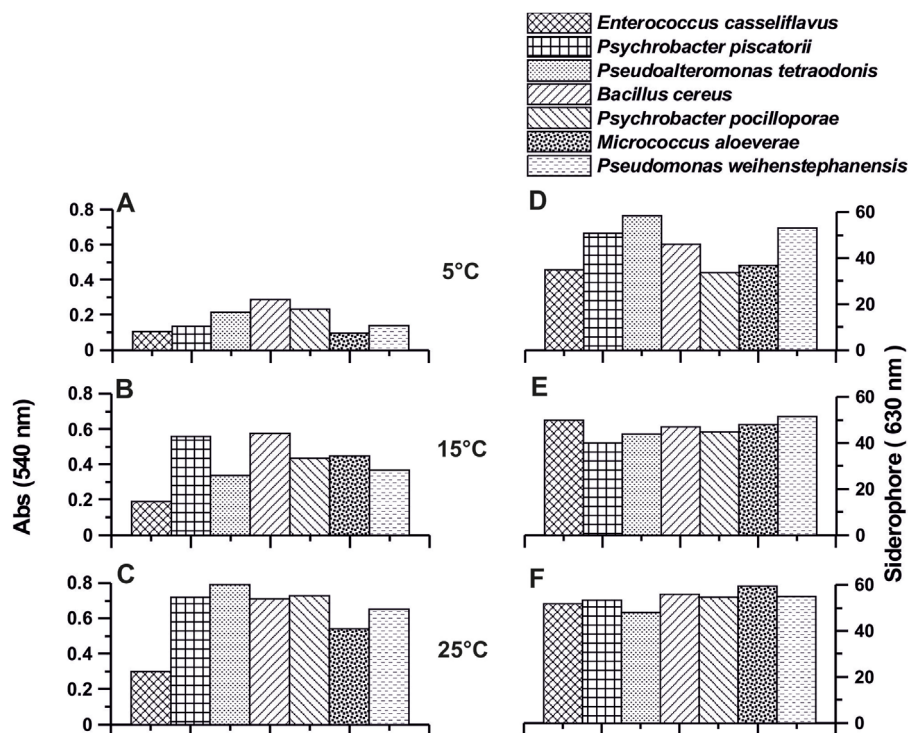 Enterococcus casseliflavus
Psychrobacter piscatorii
Pseudoalteromonas tetraodonis
Bacillus cereus
Psychrobacter pocilloporae
Micrococcus aloeverae
Pseudomonas weihenstephanensis
A
0.8
0.6
0.4
0.2
0
5°C
D
60
40
20
0
B
0.8
0.6
0.4
0.2
0
15°C
E
60
40
20
0
C
0.8
0.6
0.4
0.2
0
25°C
F
60
40
20
0
Abs (540 nm)
Siderophore ( 630 nm)